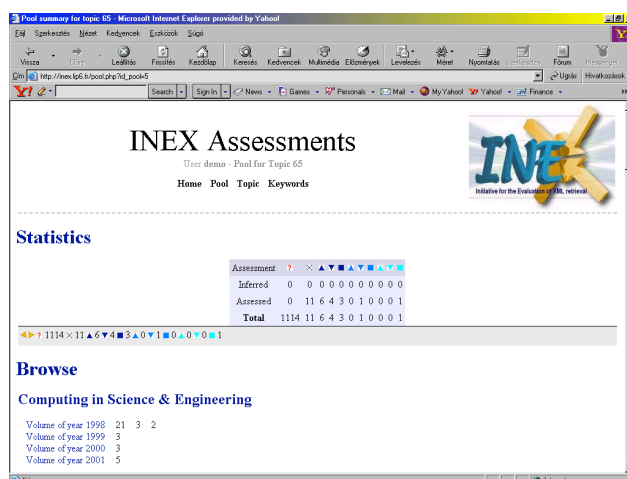 Pool summary for topic 65 - Microsoft Internet Explorer provided by Yahoo!
Fájl Szerkesztés Nézet Kedvencek Eszközök Súgó
Vissza Előre Leállítás Frissítés Kezdőlap Keresés Kedvencek Multimédia Előzmények Levelezés Méret Nyomtatás Szerkesztés Fórum Messenger
Cím http://inex.lip6.fr/pool.php?id_pool=5 Ugrás Hivatkozások
Y! Search Sign In News Games Personals Mail My Yahoo! Yahoo! Finance »
INEX Assessments
User demo - Pool for Topic 65
Home Pool Topic Keywords
INEX
Initiative for the Evaluation of XML retrieval
Statistics
Assessment ? × ▲ ▼ ■ ▲ ▼ ■ ▲ ▼ ■
Inferred 0 0 0 0 0 0 0 0 0 0 0
Assessed 0 11 6 4 3 0 1 0 0 0 1
Total 1114 11 6 4 3 0 1 0 0 0 1
? 1114 × 11 ▲ 6 ▼ 4 ■ 3 ▲ 0 ▼ 1 ■ 0 ▲ 0 ▼ 0 ■ 1
Browse
Computing in Science & Engineering
Volume of year 1998 21 3 2
Volume of year 1999 3
Volume of year 2000 3
Volume of year 2001 5